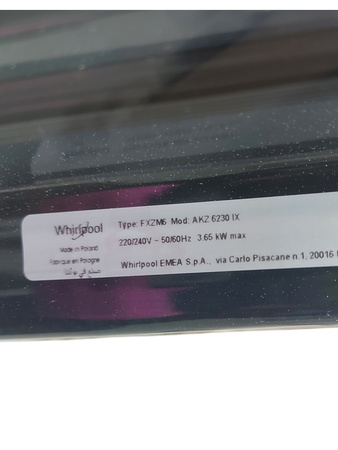 Whirlpool
Made in Poland
Fabriqué en Pologne
صنع في بولندا
Type: FXZM6 Mod: AKZ 6230 IX
220/240V ~ 50/60Hz 3.65 kW max
Whirlpool EMEA S.p.A., via Carlo Pisacane n.1, 20016